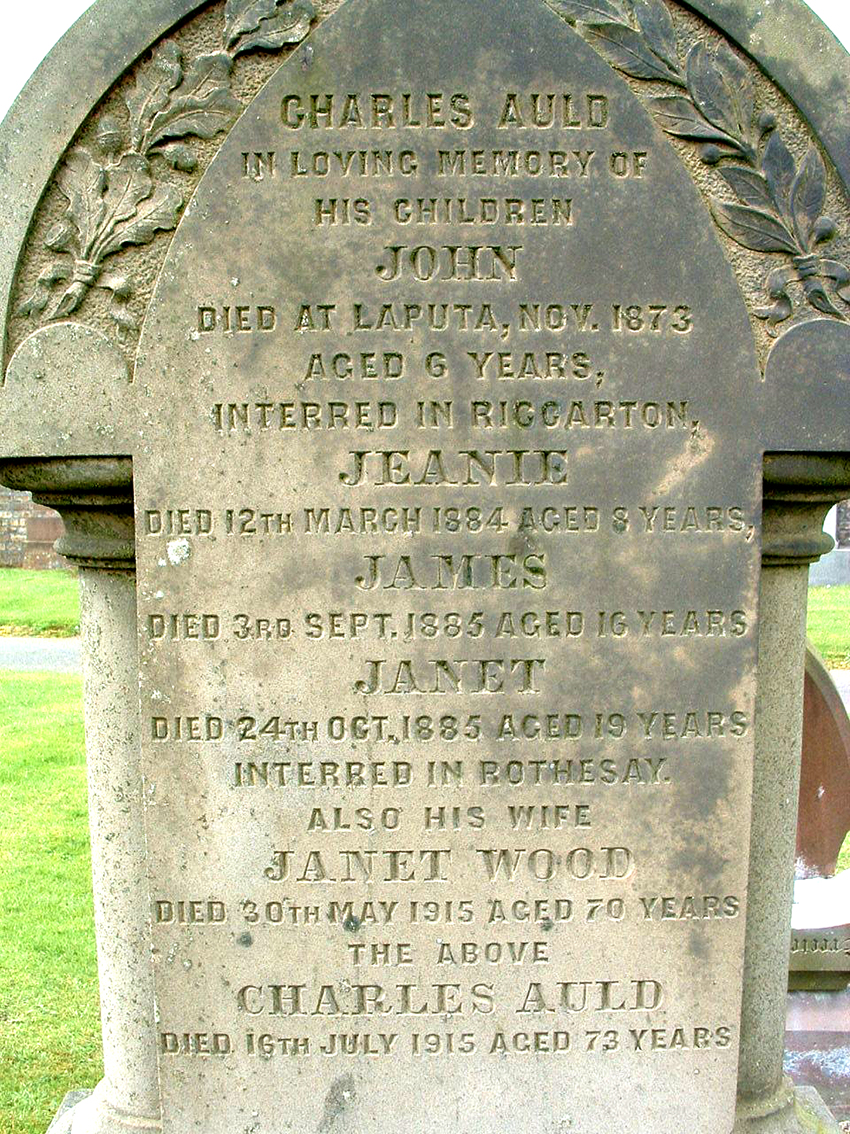 CHARLES AULD
IN LOVING MEMORY OF
HIS CHILDREN
JOHN
DIED AT LAPUTA, NOV. 1873
AGED 6 YEARS,
INTERRED IN RICCARTON,
JEANIE
DIED 12TH MARCH 1884 AGED 8 YEARS,
JAMES
DIED 3RD SEPT. 1885 AGED 16 YEARS
JANET
DIED 24TH OCT. 1885 AGED 19 YEARS
INTERRED IN ROTHESAY.
ALSO HIS WIFE
JANET WOOD
DIED 30TH MAY 1915 AGED 70 YEARS
THE ABOVE
CHARLES AULD
DIED 16TH JULY 1915 AGED 73 YEARS